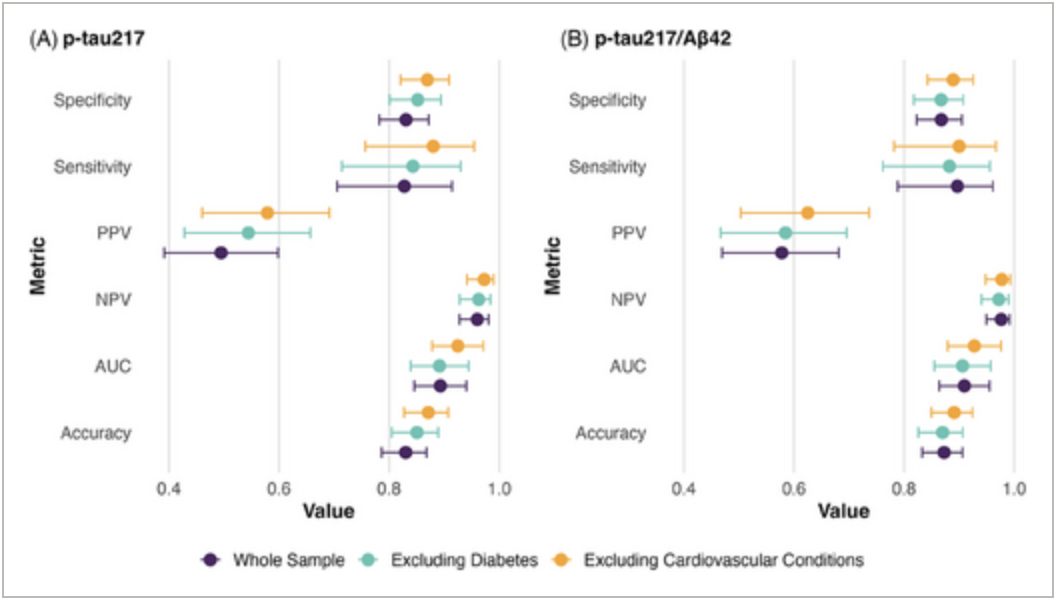 (A) p-tau217
Specificity
Sensitivity
PPV
NPV
AUC
Accuracy
Metric
0.4 0.6 0.8 1.0
Value
(B) p-tau217/Aβ42
Specificity
Sensitivity
PPV
NPV
AUC
Accuracy
Metric
0.4 0.6 0.8 1.0
Value
Whole Sample Excluding Diabetes Excluding Cardiovascular Conditions